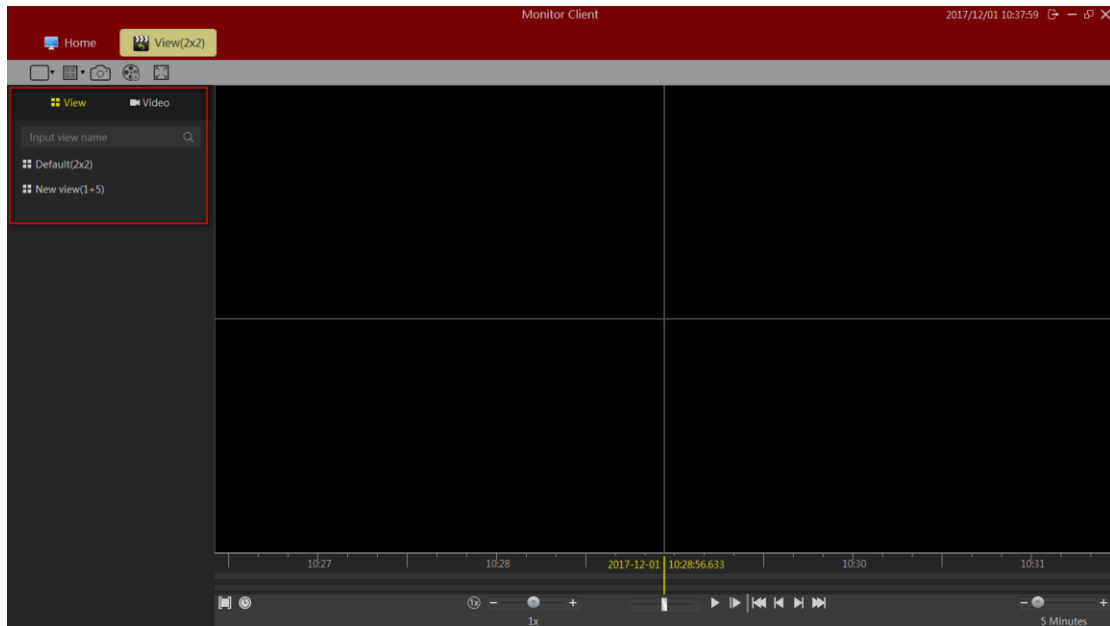 Monitor Client
2017/12/01 10:37:59
Home
View(2x2)
View
Video
Input view name
Default(2x2)
New view(1+5)
10:27
10:28
2017-12-01 10:28:56.633
10:30
10:31
1x
1x
5 Minutes